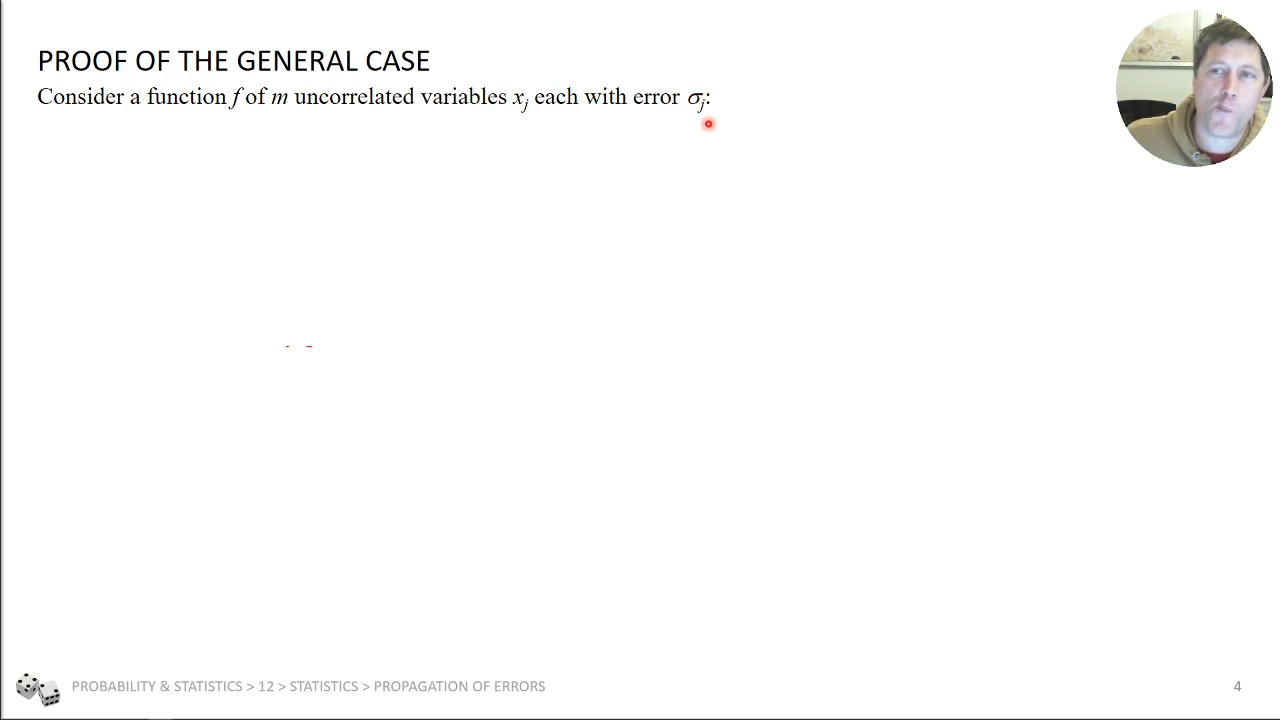 PROOF OF THE GENERAL CASE
Consider a function f of m uncorrelated variables xⱼ each with error σⱼ:
PROBABILITY & STATISTICS > 12 > STATISTICS > PROPAGATION OF ERRORS
4